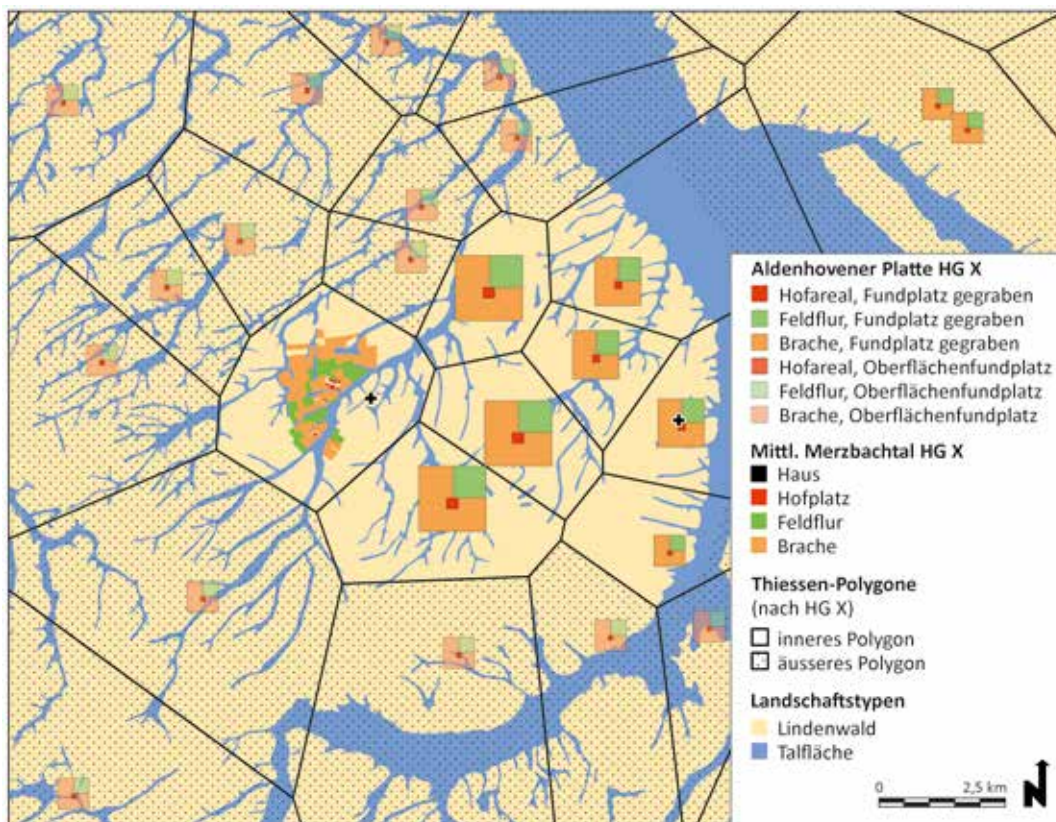 Aldenhovener Platte HG X
Hofareal, Fundplatz gegraben
Feldflur, Fundplatz gegraben
Brache, Fundplatz gegraben
Hofareal, Oberflächenfundplatz
Feldflur, Oberflächenfundplatz
Brache, Oberflächenfundplatz
Mittl. Merzbachtal HG X
Haus
Hofplatz
Feldflur
Brache
Thiessen-Polygone
(nach HG X)
inneres Polygon
äusseres Polygon
Landschaftstypen
Lindenwald
Talfläche
0 2,5 km
N